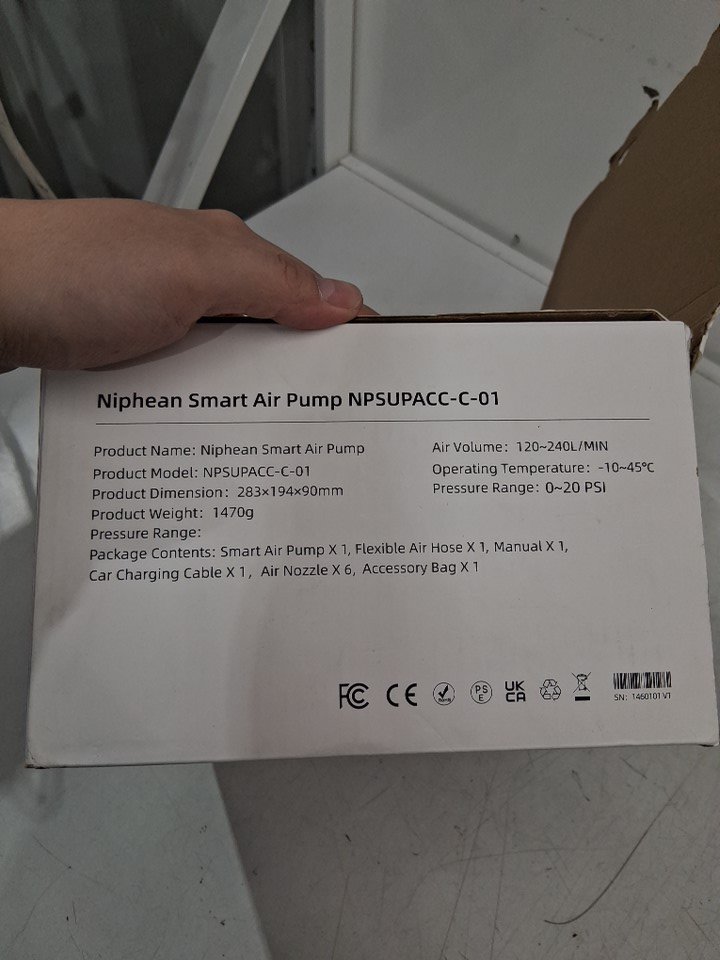 Niphean Smart Air Pump NPSUPACC-C-01
Product Name: Niphean Smart Air Pump
Product Model: NPSUPACC-C-01
Product Dimension: 283×194×90mm
Product Weight: 1470g
Pressure Range:
Package Contents: Smart Air Pump X 1, Flexible Air Hose X 1, Manual X 1,
Car Charging Cable X 1, Air Nozzle X 6, Accessory Bag X 1
Air Volume: 120~240L/MIN
Operating Temperature: -10~45℃
Pressure Range: 0~20 PSI
FC CE RoHS PS E UK CA
SN: 1460101 V1